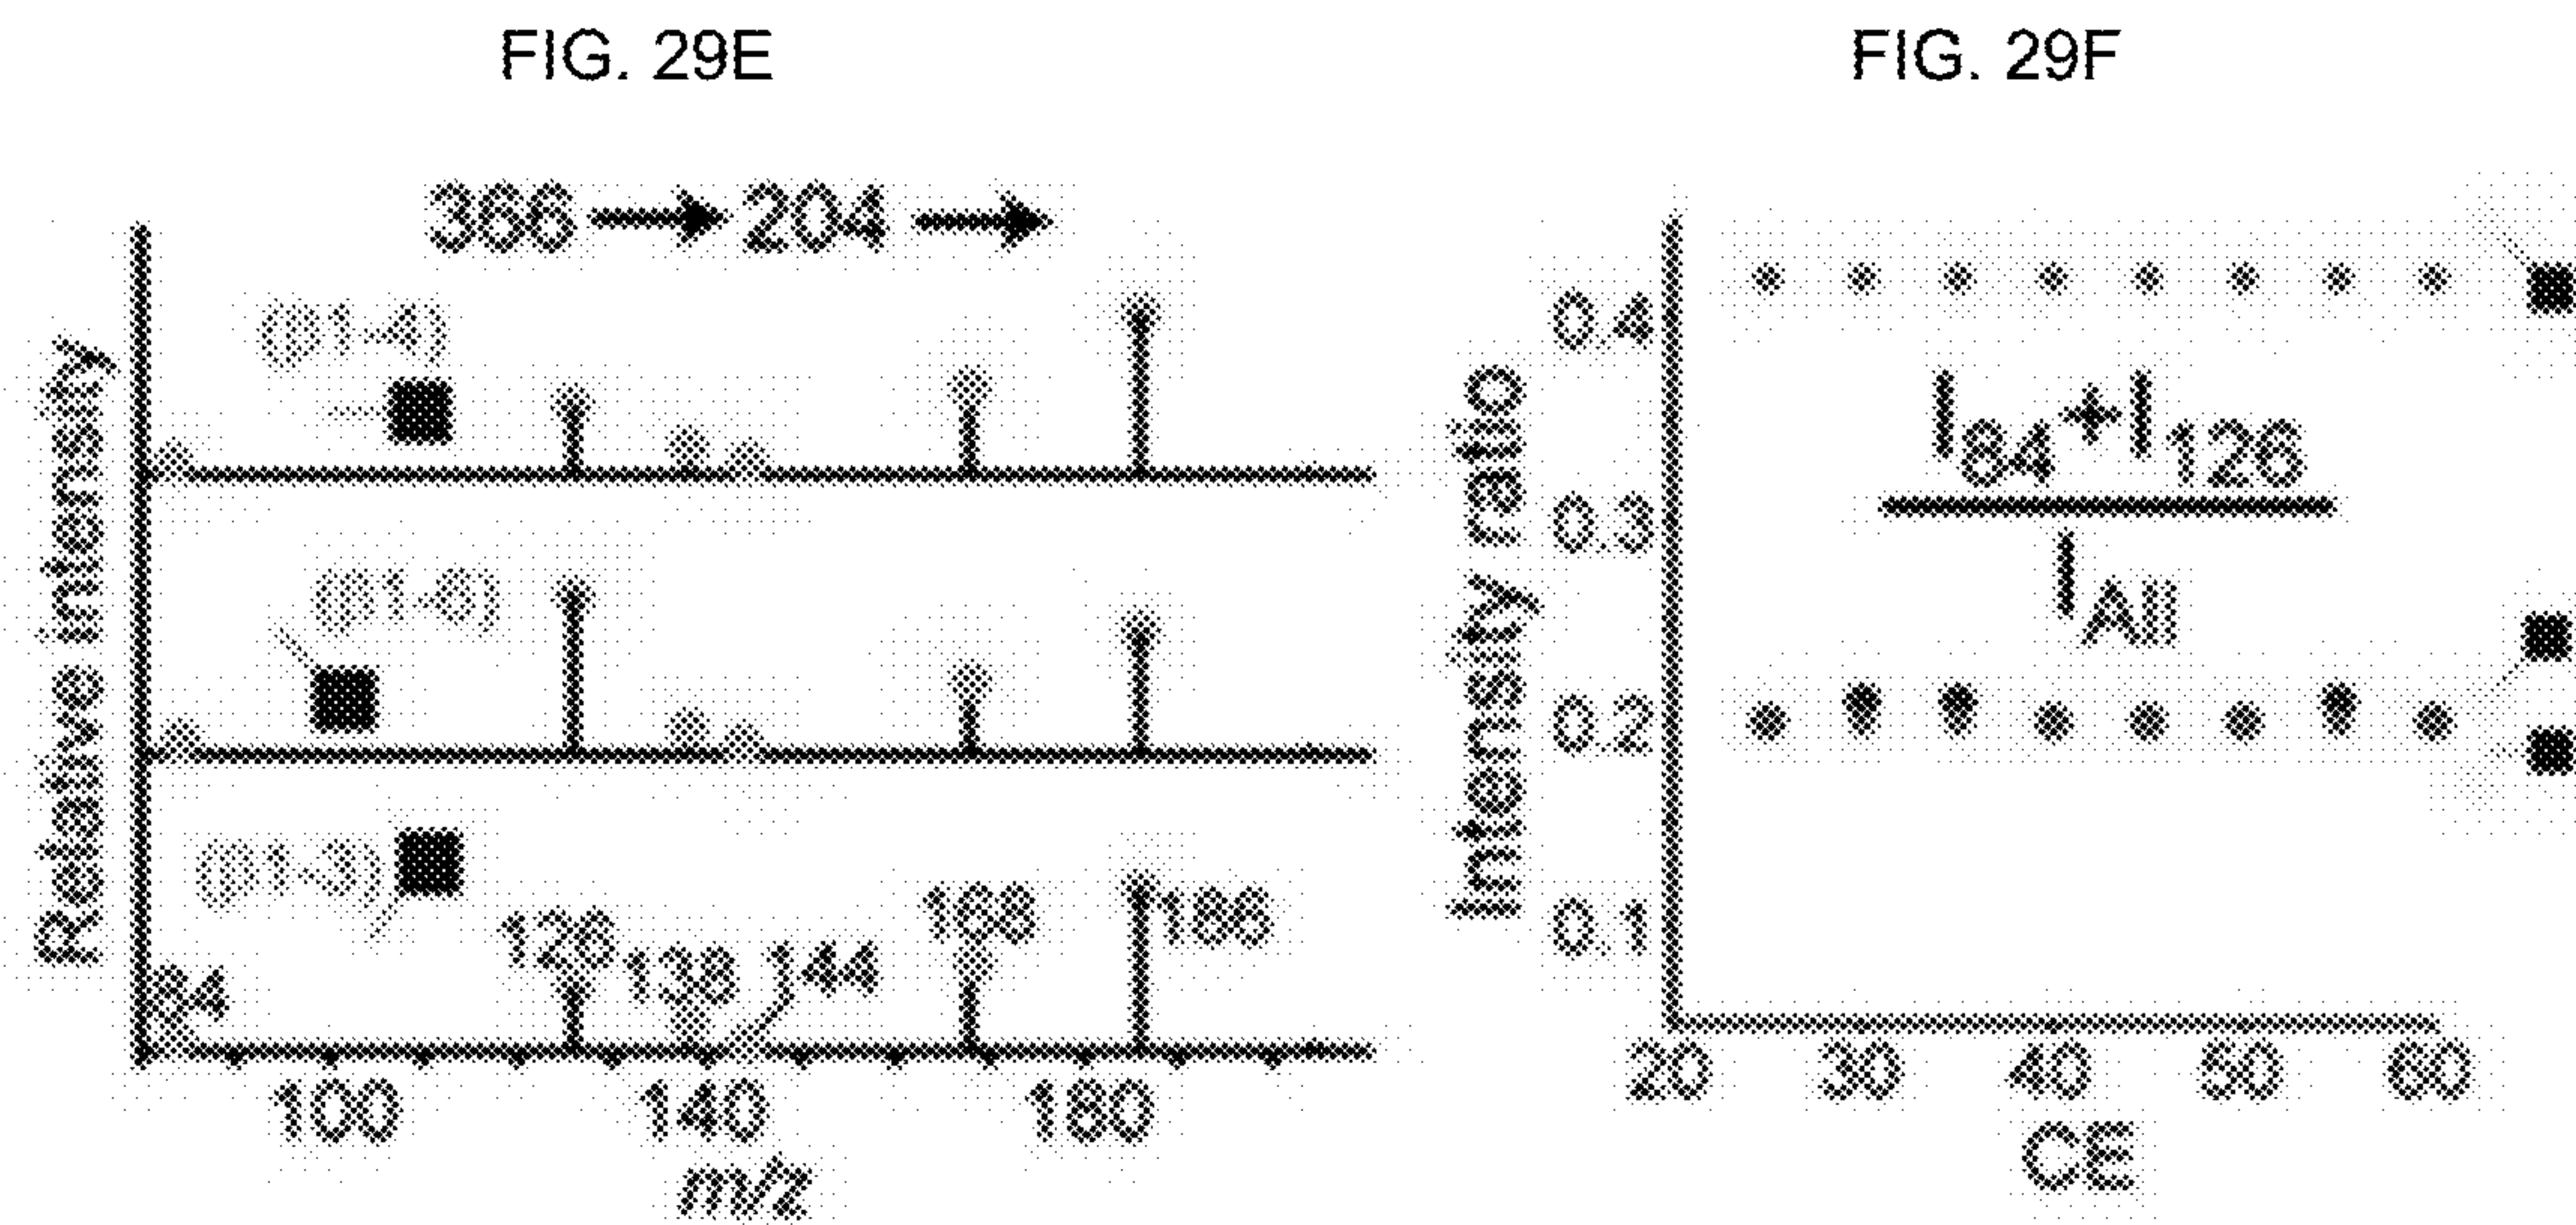 FIG. 29E
366 → 204 →
Relative intensity
(β1-4)
(β1-6)
(β1-3)
84
126
138
144
168
186
100 140 180
m/z
FIG. 29F
Intensity ratio
0.4
0.3
0.2
0.1
I84 + I126
IAll
20 30 40 50 60
CE